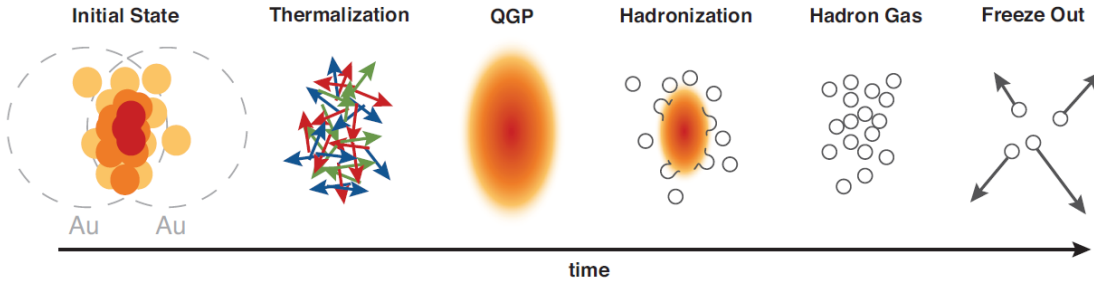 Initial State
Thermalization
QGP
Hadronization
Hadron Gas
Freeze Out
Au
Au
time